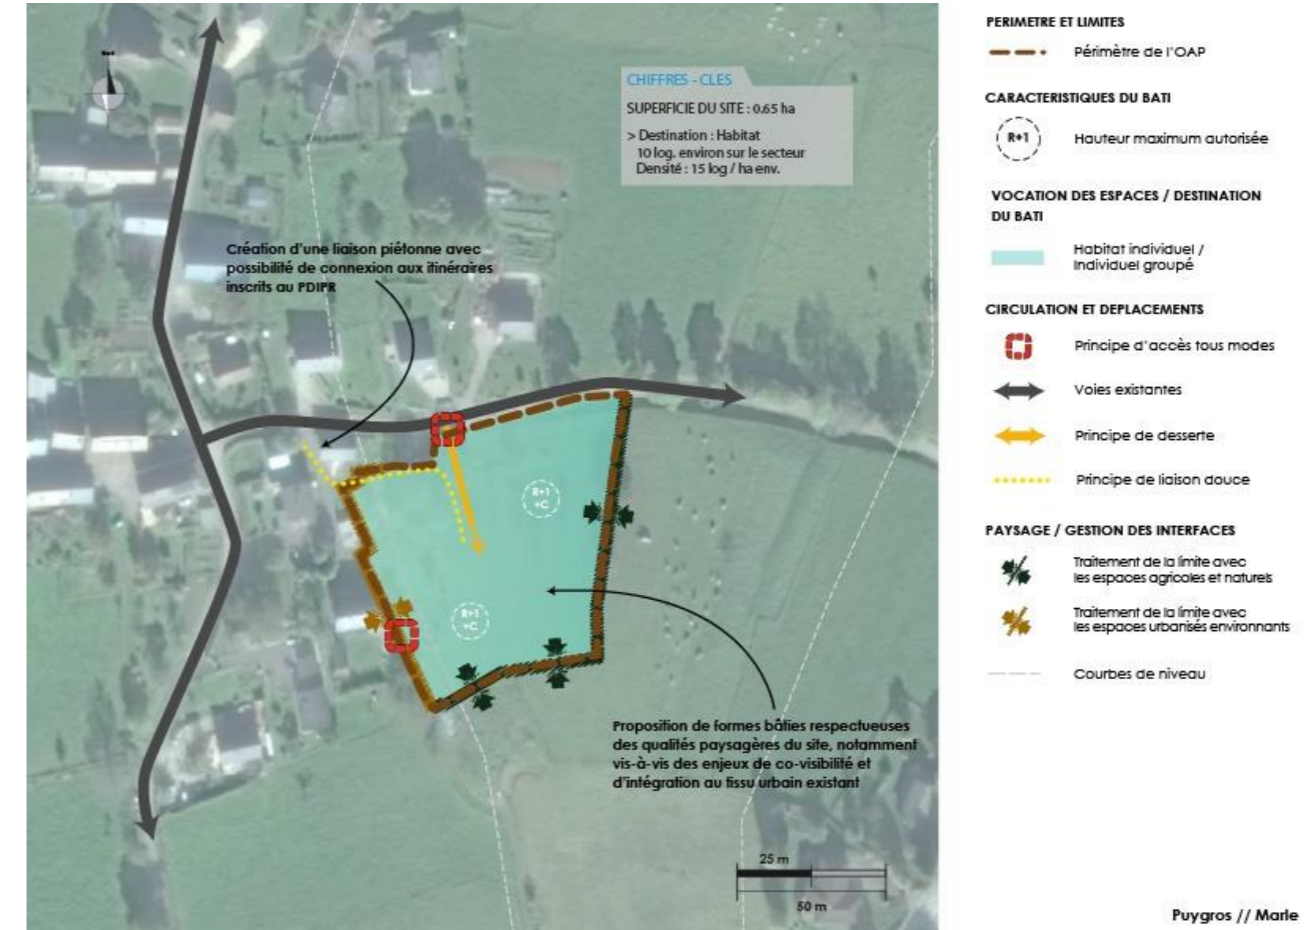 CHIFFRES - CLES
SUPERFICIE DU SITE : 0.65 ha
> Destination : Habitat
10 log. environ sur le secteur
Densité : 15 log / ha env.
Création d'une liaison piétonne avec
possibilité de connexion aux itinéraires
inscrits au PDIPR
R+1
+C
R+1
+C
Proposition de formes bâties respectueuses
des qualités paysagères du site, notamment
vis-à-vis des enjeux de co-visibilité et
d'intégration au tissu urbain existant
25 m
50 m
PERIMETRE ET LIMITES
Périmètre de l'OAP
CARACTERISTIQUES DU BATI
R+1
Hauteur maximum autorisée
VOCATION DES ESPACES / DESTINATION
DU BATI
Habitat individuel /
Individuel groupé
CIRCULATION ET DEPLACEMENTS
Principe d'accès tous modes
Voies existantes
Principe de desserte
Principe de liaison douce
PAYSAGE / GESTION DES INTERFACES
Traitement de la limite avec
les espaces agricoles et naturels
Traitement de la limite avec
les espaces urbanisés environnants
Courbes de niveau
Puygros // Marle